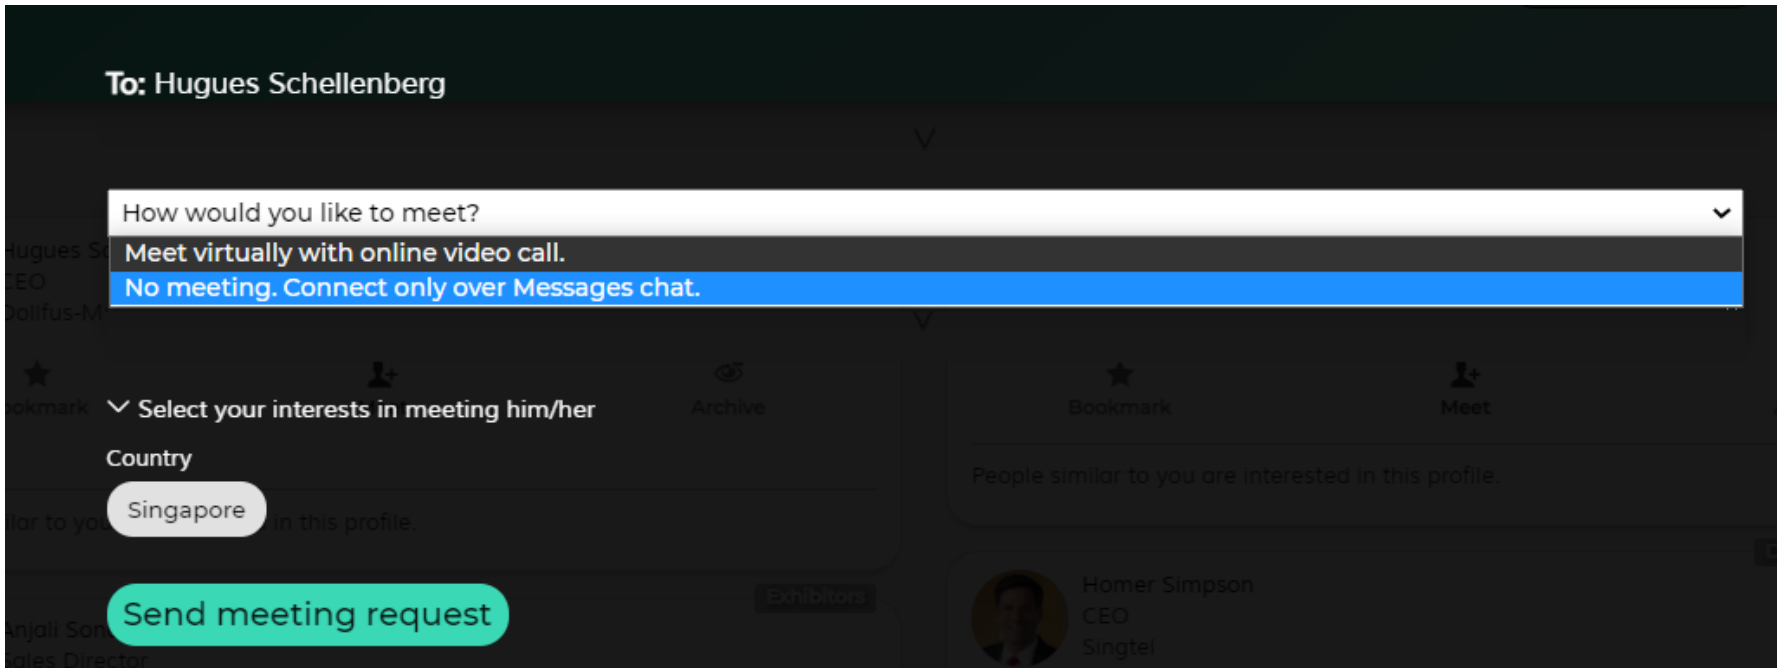 To: Hugues Schellenberg
How would you like to meet?
Meet virtually with online video call.
No meeting. Connect only over Messages chat.
Hugues
CEO
Dollfus-M
Bookmark
Meet
Archive
Select your interests in meeting him/her
Country
Singapore
in this profile.
Exhibitors
Anjali
Sales Director
Send meeting request
Bookmark
Meet
People similar to you are interested in this profile.
Homer Simpson
CEO
Singtel